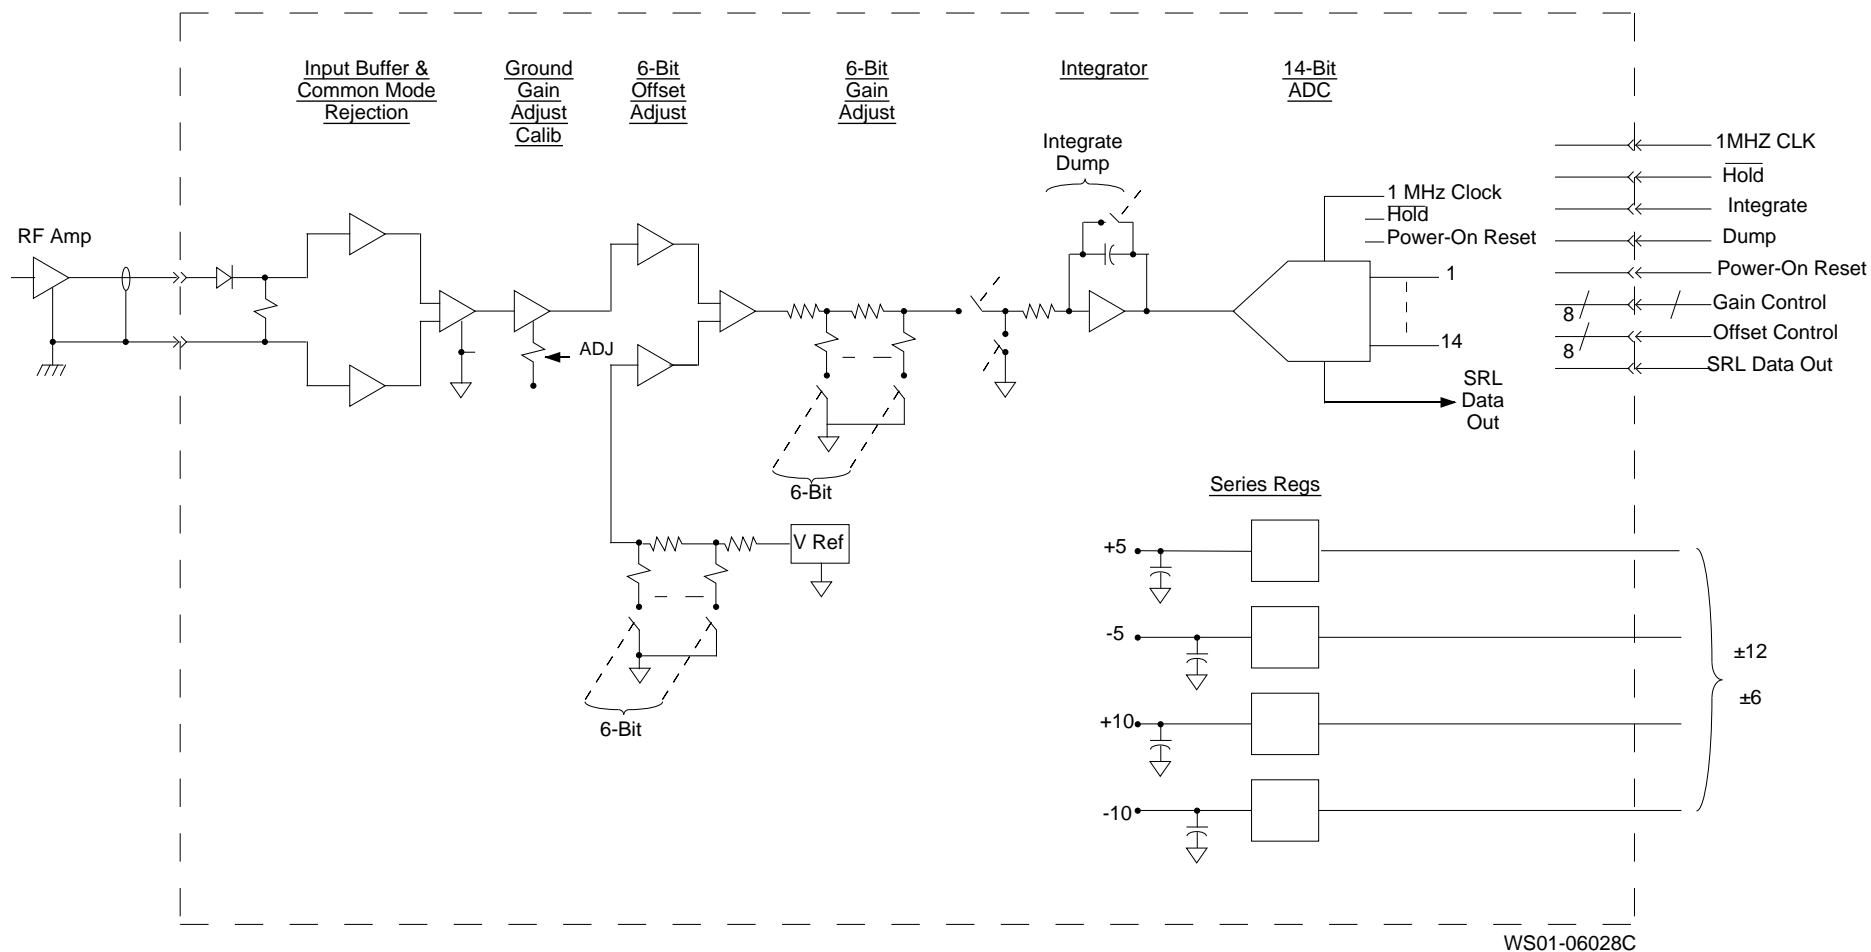 Input Buffer &
Common Mode
Rejection
Ground
Gain
Adjust
Calib
6-Bit
Offset
Adjust
6-Bit
Gain
Adjust
Integrator
14-Bit
ADC
Integrate
Dump
RF Amp
ADJ
1 MHz Clock
Hold
Power-On Reset
1
14
SRL
Data
Out
1MHZ CLK
Hold
Integrate
Dump
Power-On Reset
8
Gain Control
8
Offset Control
SRL Data Out
6-Bit
V Ref
6-Bit
Series Regs
+5
-5
+10
-10
±12
±6
WS01-06028C